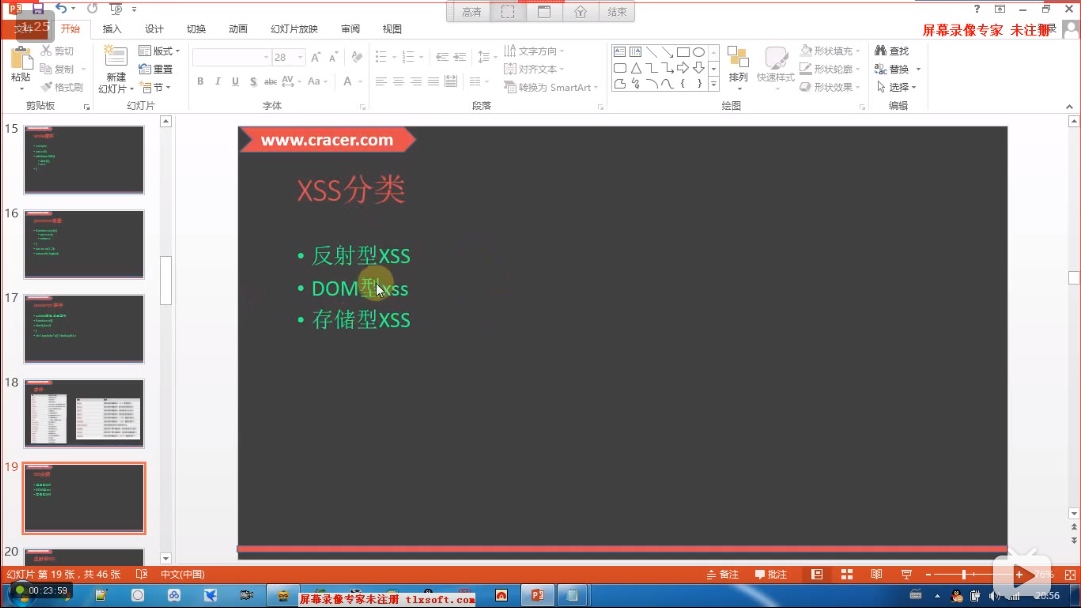 高清
结束
1.25
文件
开始
插入
设计
切换
动画
幻灯片放映
审阅
视图
屏幕录像专家 未注册
录
粘贴
剪切
复制
格式刷
剪贴板
新建
幻灯片
版式
重置
节
幻灯片
28
字体
段落
文字方向
对齐文本
转换为 SmartArt
排列
快速样式
形状填充
形状轮廓
形状效果
绘图
查找
替换
选择
编辑
15
16
17
18
19
20
www.cracer.com
XSS分类
• 反射型XSS
• DOM型xss
• 存储型XSS
幻灯片 第 19 张，共 46 张
中文(中国)
备注
批注
76%
00:23:59
屏幕录像专家未注册 tlxsoft.com
20:56